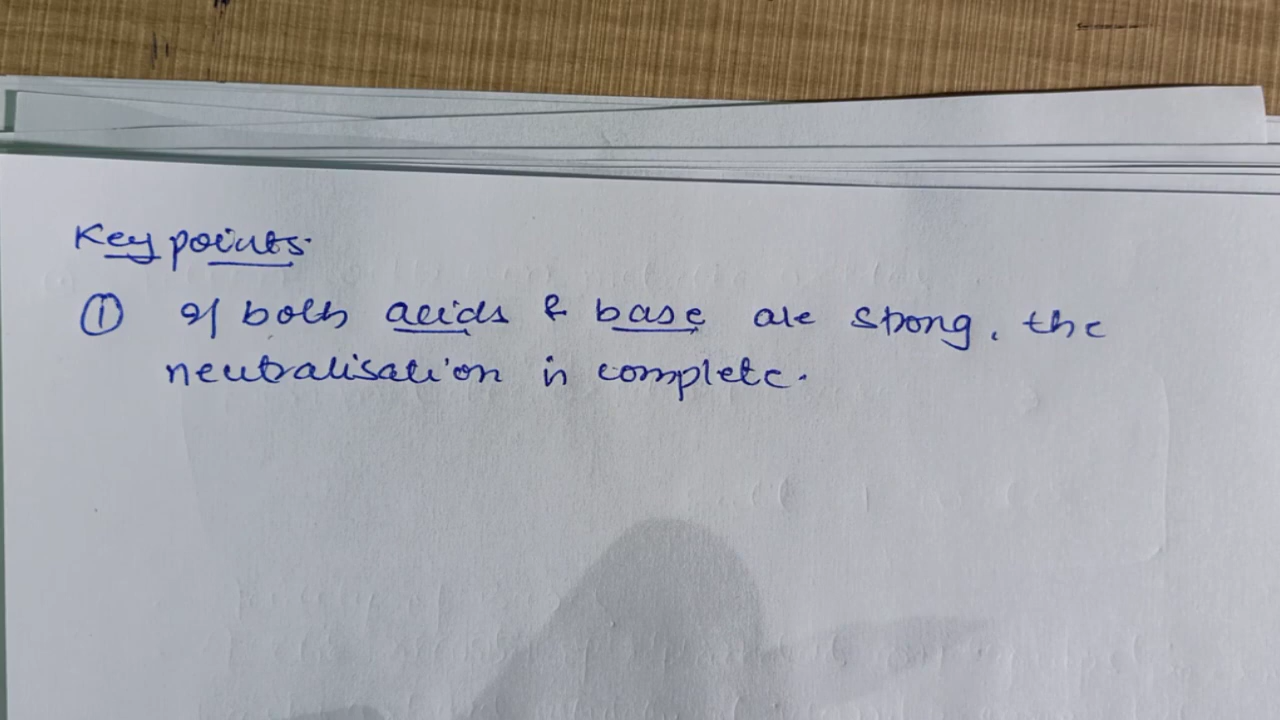 Key points.
① If both acids & base are strong, the
neutralisation is complete.